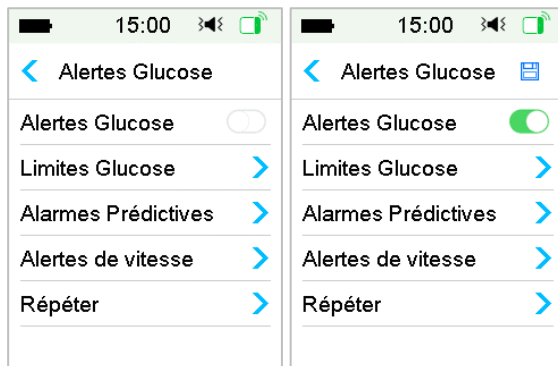 15:00
Alertes Glucose
Alertes Glucose
Limites Glucose
Alarmes Prédictives
Alertes de vitesse
Répéter
15:00
Alertes Glucose
Alertes Glucose
Limites Glucose
Alarmes Prédictives
Alertes de vitesse
Répéter